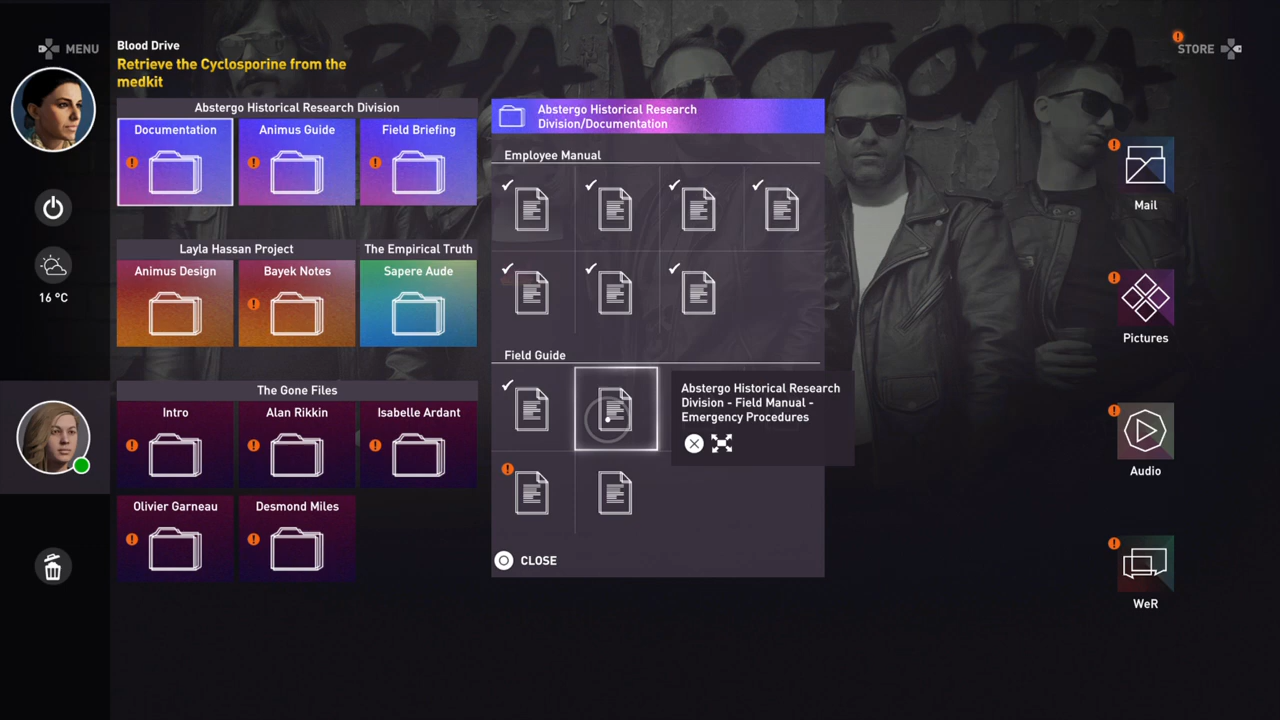 MENU
Blood Drive
Retrieve the Cyclosporine from the
medkit
STORE
Abstergo Historical Research Division
Documentation
Animus Guide
Field Briefing
Layla Hassan Project
The Empirical Truth
Animus Design
Bayek Notes
Sapere Aude
16 °C
The Gone Files
Intro
Alan Rikkin
Isabelle Ardant
Olivier Garneau
Desmond Miles
Abstergo Historical Research
Division/Documentation
Employee Manual
Field Guide
Abstergo Historical Research
Division - Field Manual -
Emergency Procedures
CLOSE
Mail
Pictures
Audio
WeR